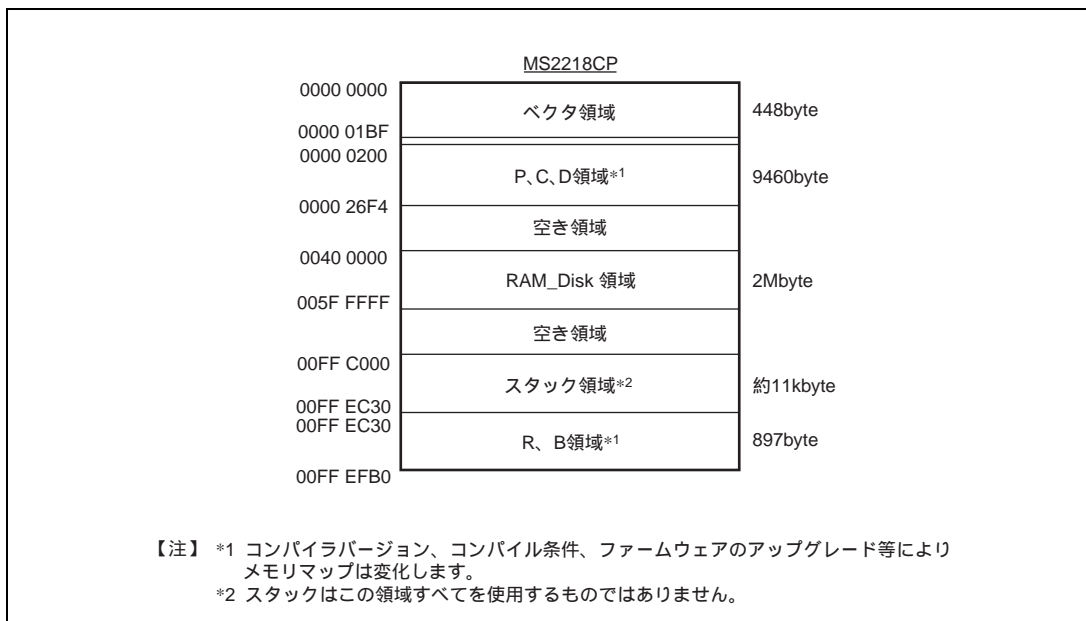 MS2218CP
0000 0000
ベクタ領域
448byte
0000 01BF
0000 0200
P、C、D領域*1
9460byte
0000 26F4
空き領域
0040 0000
RAM_Disk 領域
2Mbyte
005F FFFF
空き領域
00FF C000
スタック領域*2
約11kbyte
00FF EC30
00FF EC30
R、B領域*1
897byte
00FF EFB0
【注】 *1 コンパイラバージョン、コンパイル条件、ファームウェアのアップグレード等により
メモリマップは変化します。
*2 スタックはこの領域すべてを使用するものではありません。